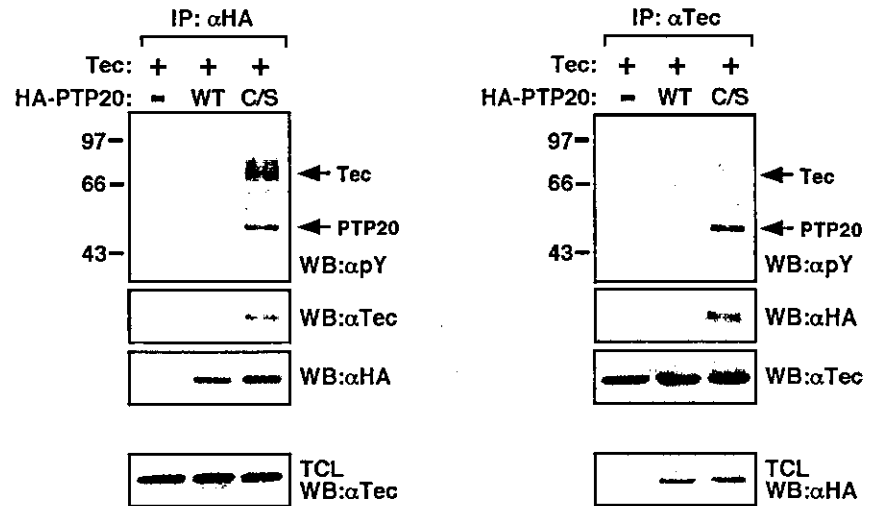 IP: αHA
Tec: + + +
HA-PTP20: - WT C/S
97
66
43
Tec
PTP20
WB:αpY
WB:αTec
WB:αHA
TCL
WB:αTec
IP: αTec
Tec: + + +
HA-PTP20: - WT C/S
97
66
43
Tec
PTP20
WB:αpY
WB:αHA
WB:αTec
TCL
WB:αHA